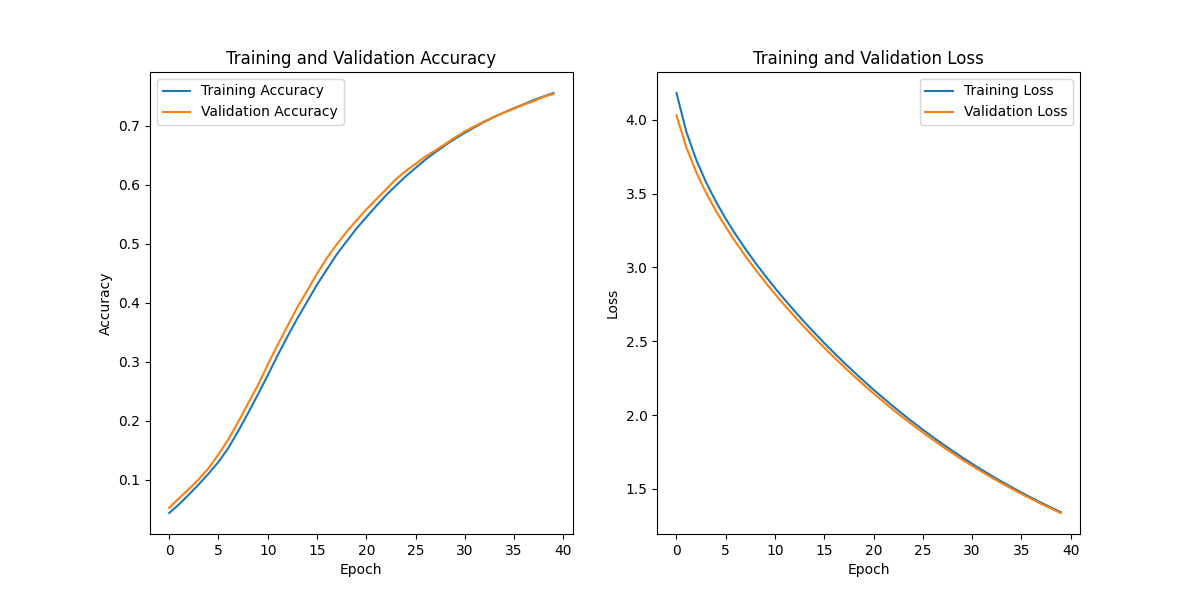 Training and Validation Accuracy
Training Accuracy
Validation Accuracy
0.7
0.6
0.5
0.4
0.3
0.2
0.1
Accuracy
0 5 10 15 20 25 30 35 40
Epoch
Training and Validation Loss
Training Loss
Validation Loss
4.0
3.5
3.0
2.5
2.0
1.5
Loss
0 5 10 15 20 25 30 35 40
Epoch